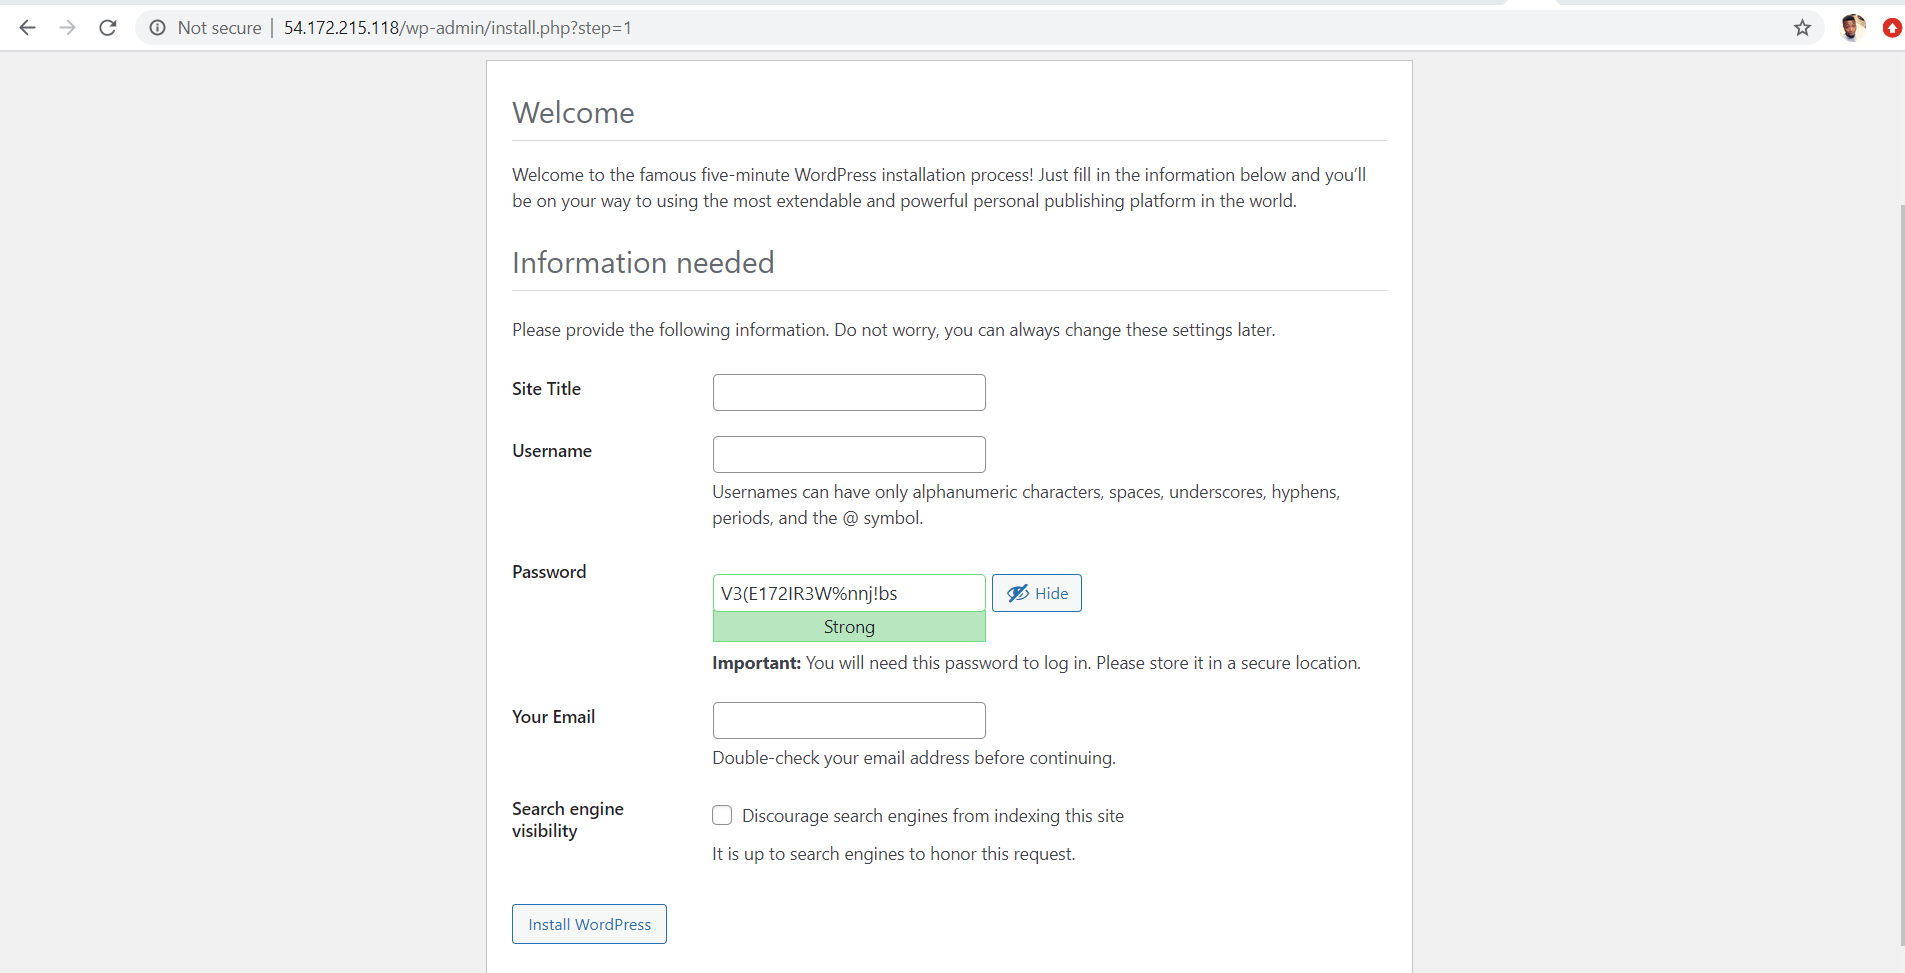 Not secure | 54.172.215.118/wp-admin/install.php?step=1
Welcome
Welcome to the famous five-minute WordPress installation process! Just fill in the information below and you’ll
be on your way to using the most extendable and powerful personal publishing platform in the world.
Information needed
Please provide the following information. Do not worry, you can always change these settings later.
Site Title
Username
Usernames can have only alphanumeric characters, spaces, underscores, hyphens,
periods, and the @ symbol.
Password
V3(E172IR3W%nnj!bs
Hide
Strong
Important: You will need this password to log in. Please store it in a secure location.
Your Email
Double-check your email address before continuing.
Search engine
visibility
Discourage search engines from indexing this site
It is up to search engines to honor this request.
Install WordPress